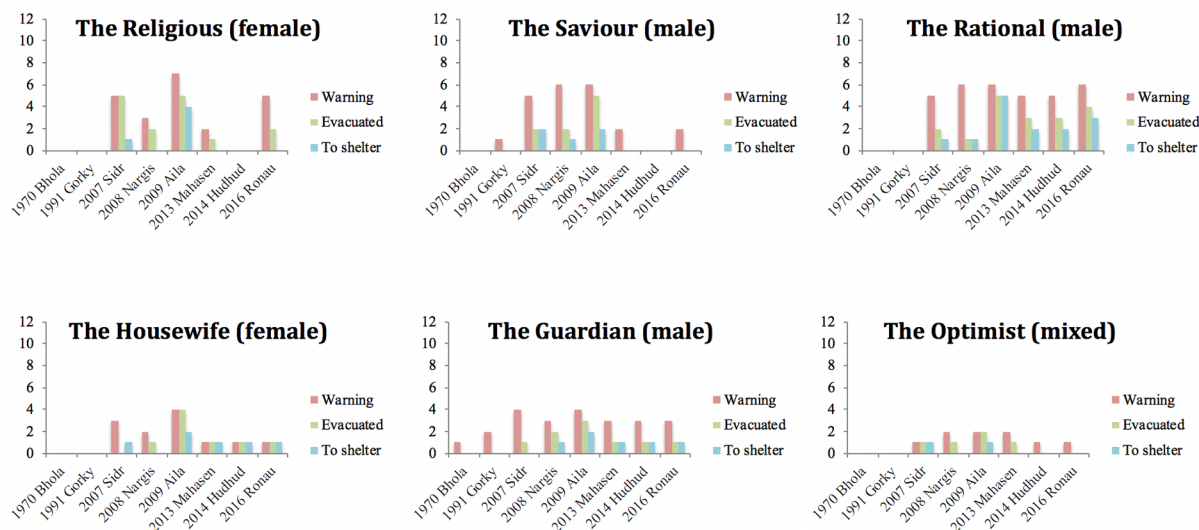 The Religious (female)
12
10
8
6
4
2
0
1970 Bhola
1991 Gorky
2007 Sidr
2008 Nargis
2009 Aila
2013 Mahasen
2014 Hudhud
2016 Ronau
Warning
Evacuated
To shelter
The Saviour (male)
12
10
8
6
4
2
0
1970 Bhola
1991 Gorky
2007 Sidr
2008 Nargis
2009 Aila
2013 Mahasen
2014 Hudhud
2016 Ronau
Warning
Evacuated
To shelter
The Rational (male)
12
10
8
6
4
2
0
1970 Bhola
1991 Gorky
2007 Sidr
2008 Nargis
2009 Aila
2013 Mahasen
2014 Hudhud
2016 Ronau
Warning
Evacuated
To shelter
The Housewife (female)
12
10
8
6
4
2
0
1970 Bhola
1991 Gorky
2007 Sidr
2008 Nargis
2009 Aila
2013 Mahasen
2014 Hudhud
2016 Ronau
Warning
Evacuated
To shelter
The Guardian (male)
12
10
8
6
4
2
0
1970 Bhola
1991 Gorky
2007 Sidr
2008 Nargis
2009 Aila
2013 Mahasen
2014 Hudhud
2016 Ronau
Warning
Evacuated
To shelter
The Optimist (mixed)
12
10
8
6
4
2
0
1970 Bhola
1991 Gorky
2007 Sidr
2008 Nargis
2009 Aila
2013 Mahasen
2014 Hudhud
2016 Ronau
Warning
Evacuated
To shelter